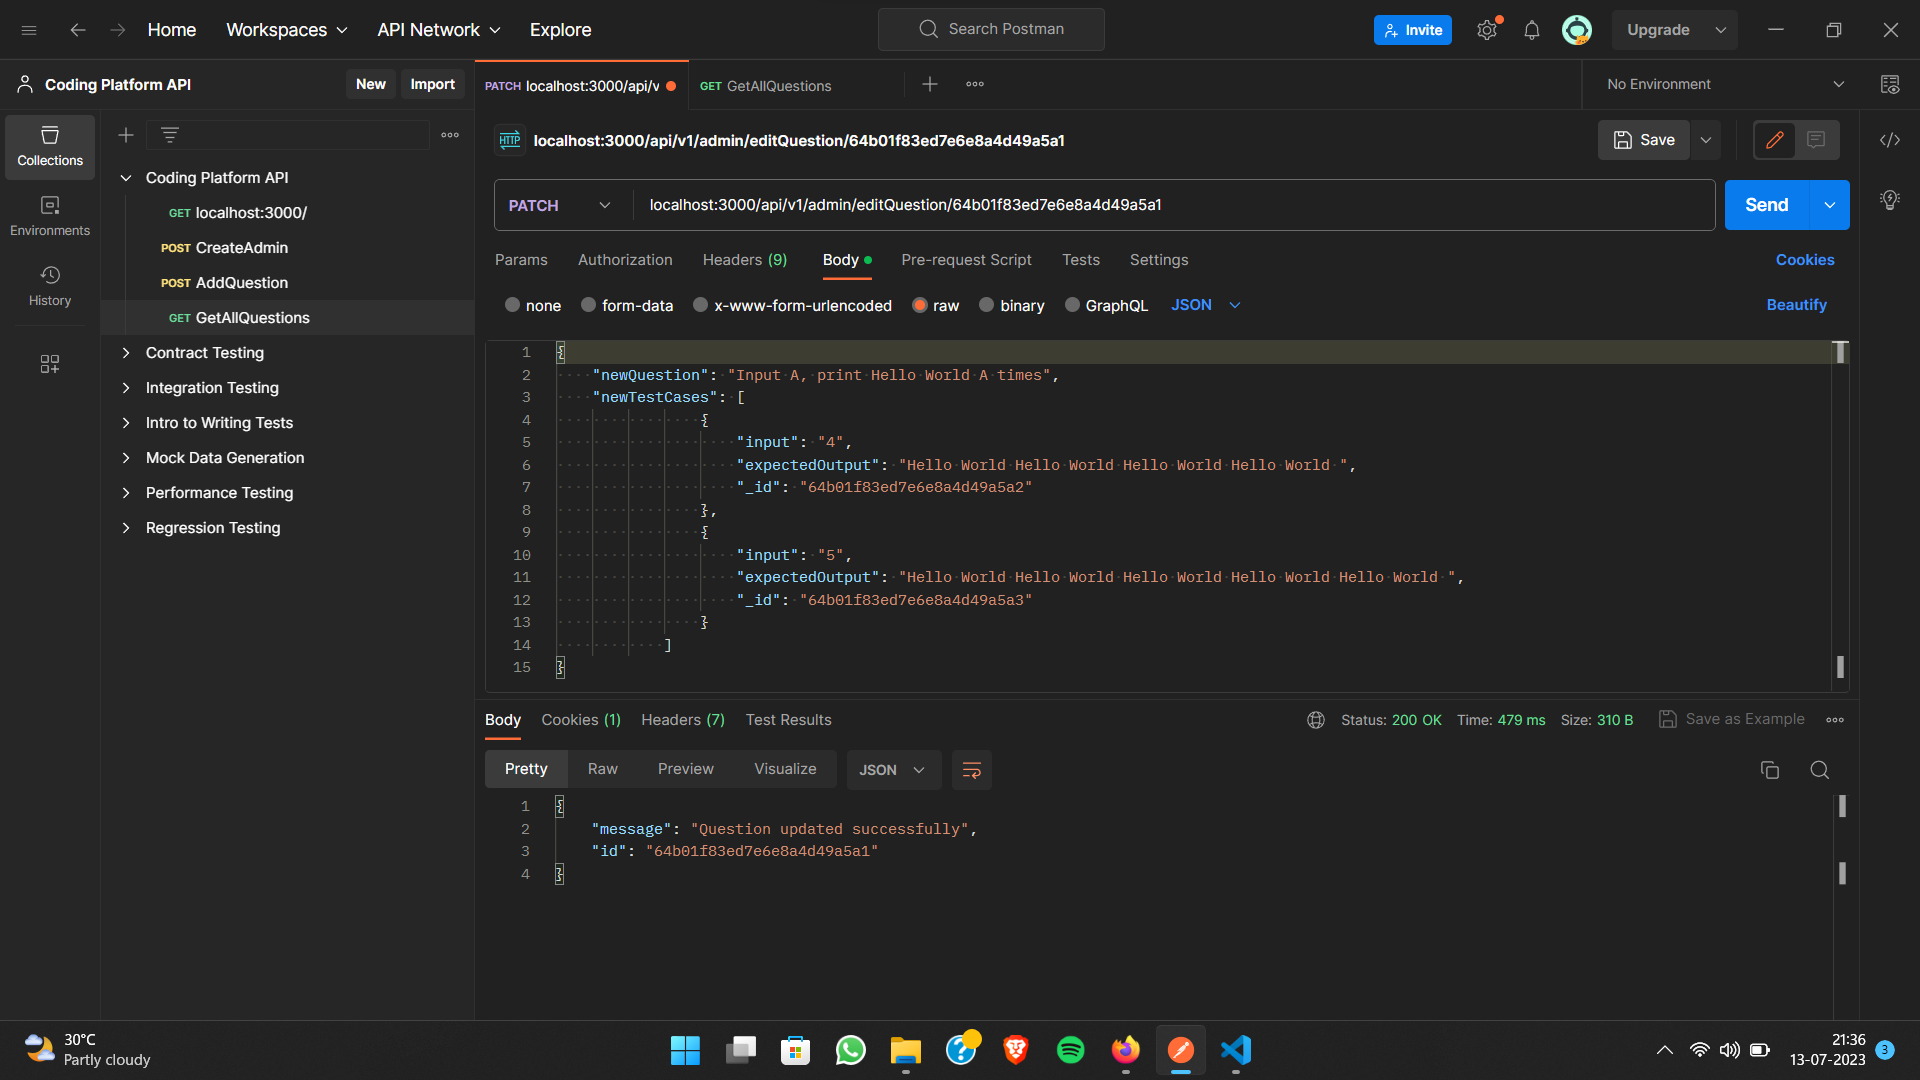 Home Workspaces API Network Explore Search Postman Invite Upgrade
Coding Platform API New Import
PATCH localhost:3000/api/v GET GetAllQuestions No Environment
Collections
Environments
History
Coding Platform API
GET localhost:3000/
POST CreateAdmin
POST AddQuestion
GET GetAllQuestions
Contract Testing
Integration Testing
Intro to Writing Tests
Mock Data Generation
Performance Testing
Regression Testing
HTTP localhost:3000/api/v1/admin/editQuestion/64b01f83ed7e6e8a4d49a5a1 Save
PATCH localhost:3000/api/v1/admin/editQuestion/64b01f83ed7e6e8a4d49a5a1 Send
Params Authorization Headers (9) Body Pre-request Script Tests Settings Cookies
none form-data x-www-form-urlencoded raw binary GraphQL JSON Beautify
1 {
2 "newQuestion": "Input A, print Hello World A times",
3 "newTestCases": [
4 {
5 "input": "4",
6 "expectedOutput": "Hello World Hello World Hello World Hello World ",
7 "_id": "64b01f83ed7e6e8a4d49a5a2"
8 },
9 {
10 "input": "5",
11 "expectedOutput": "Hello World Hello World Hello World Hello World Hello World ",
12 "_id": "64b01f83ed7e6e8a4d49a5a3"
13 }
14 ]
15 }
Body Cookies (1) Headers (7) Test Results Status: 200 OK Time: 479 ms Size: 310 B Save as Example
Pretty Raw Preview Visualize JSON
1 {
2 "message": "Question updated successfully",
3 "id": "64b01f83ed7e6e8a4d49a5a1"
4 }
30°C
Partly cloudy
21:36
13-07-2023 3